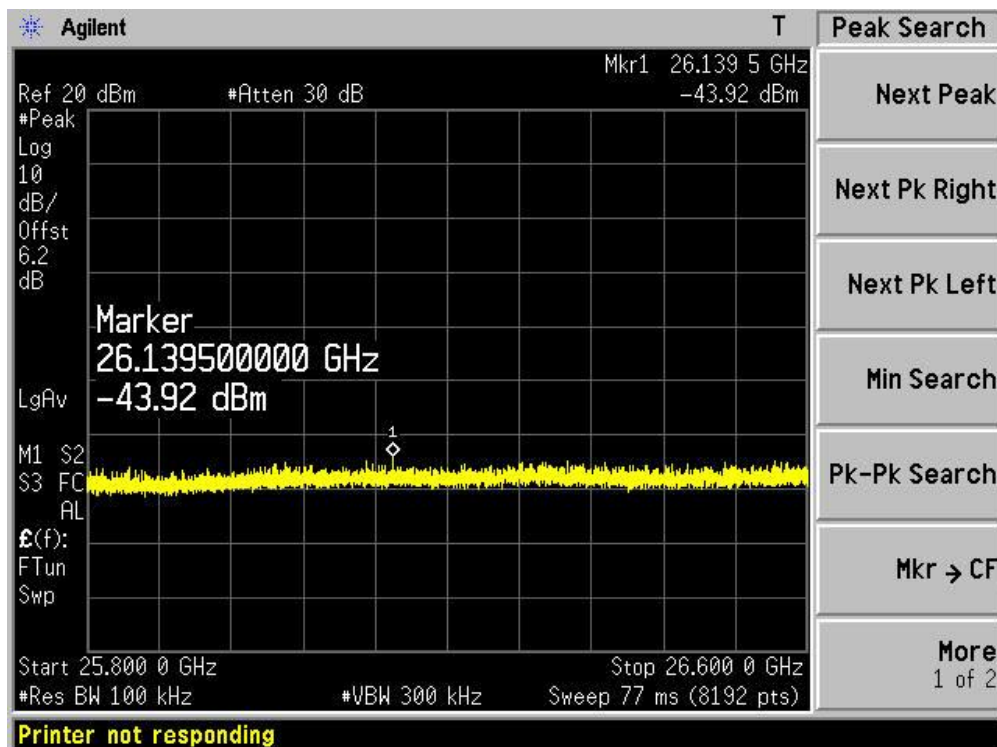 Agilent T Peak Search
Mkr1 26.139 5 GHz
Ref 20 dBm #Atten 30 dB -43.92 dBm
#Peak
Log
10
dB/
Offst
6.2
dB
Marker
26.139500000 GHz
-43.92 dBm
LgAv
1
M1 S2
S3 FC
AL
£(f):
FTun
Swp
Start 25.800 0 GHz Stop 26.600 0 GHz
#Res BW 100 kHz #VBW 300 kHz Sweep 77 ms (8192 pts)
Printer not responding
Next Peak
Next Pk Right
Next Pk Left
Min Search
Pk-Pk Search
Mkr → CF
More
1 of 2